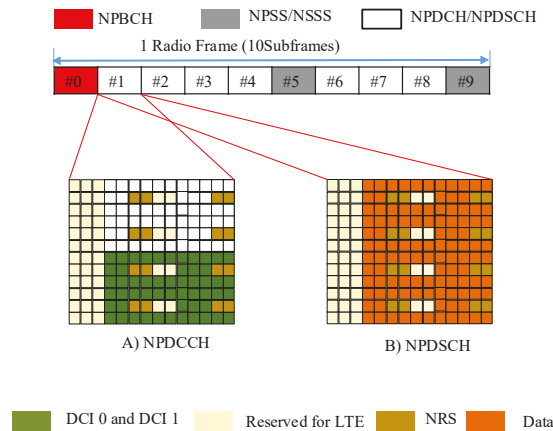 NPBCH NPSS/NSSS NPDCH/NPDSCH
1 Radio Frame (10Subframes)
#0 #1 #2 #3 #4 #5 #6 #7 #8 #9
A) NPDCCH B) NPDSCH
DCI 0 and DCI 1 Reserved for LTE NRS Data